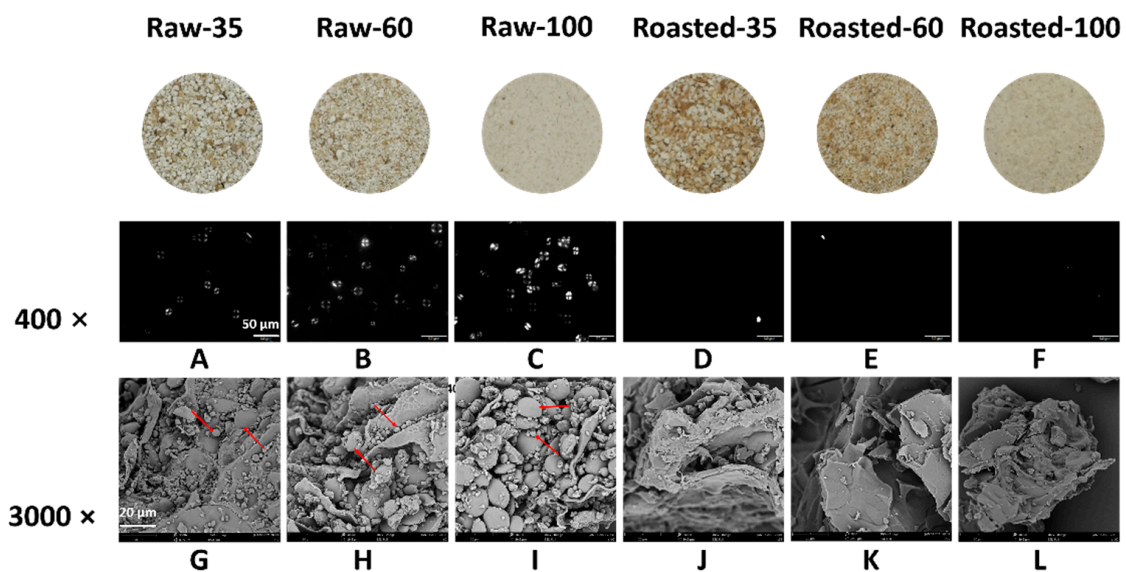 Raw-35 Raw-60 Raw-100 Roasted-35 Roasted-60 Roasted-100
400 ×
50 μm
A B C D E F
3000 ×
20 μm
G H I J K L